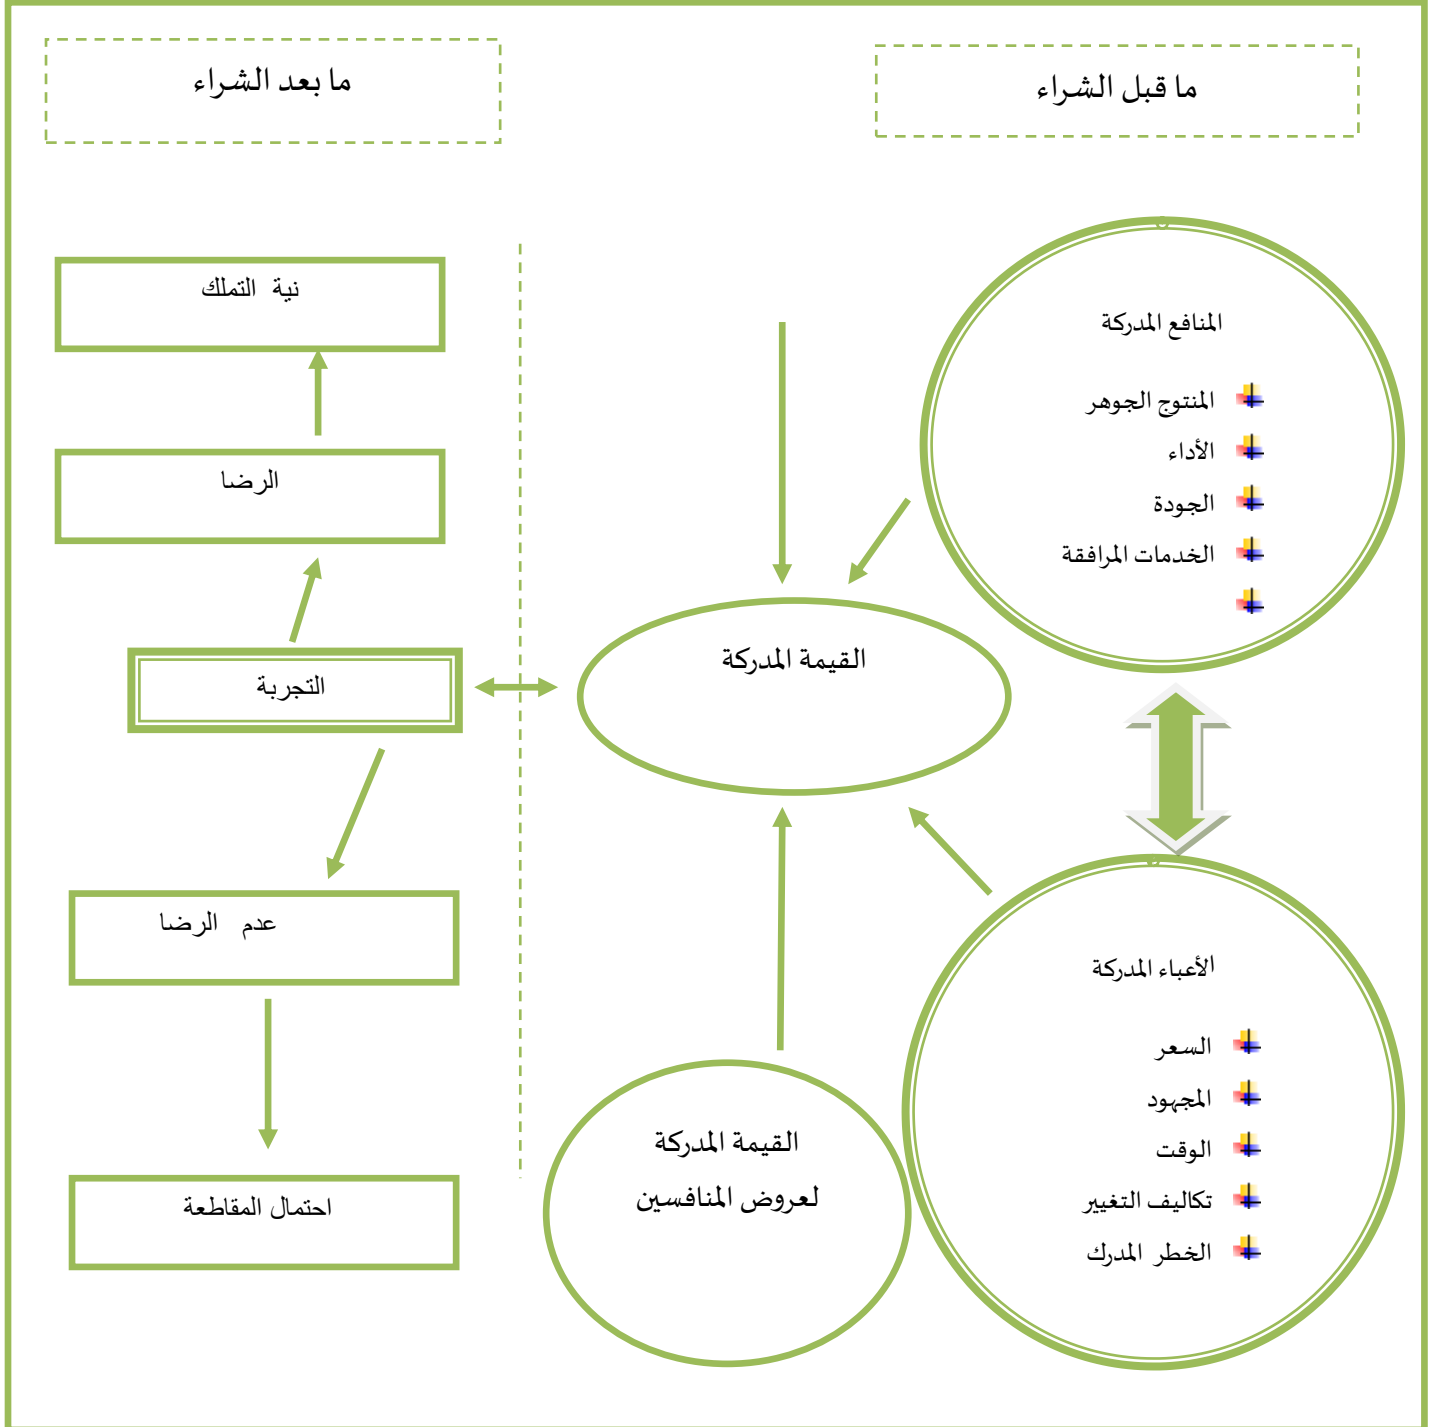 ما قبل الشراء
ما بعد الشراء
المنافع المدركة
المنتوج الجوهر
الأداء
الجودة
الخدمات المرافقة
القيمة المدركة
الأعباء المدركة
السعر
المجهود
الوقت
تكاليف التغيير
الخطر المدرك
القيمة المدركة
لعروض المنافسين
نية التملك
الرضا
التجربة
عدم الرضا
احتمال المقاطعة